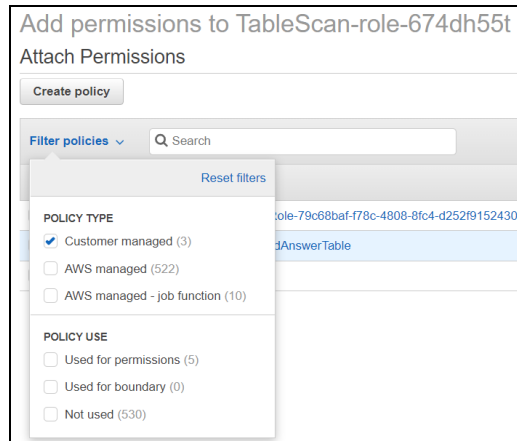 Add permissions to TableScan-role-674dh55t
Attach Permissions
Create policy
Filter policies
Search
Reset filters
POLICY TYPE
Customer managed (3)
ole-79c68baf-f78c-4808-8fc4-d252f9152430
AWS managed (522)
dAnswerTable
AWS managed - job function (10)
POLICY USE
Used for permissions (5)
Used for boundary (0)
Not used (530)